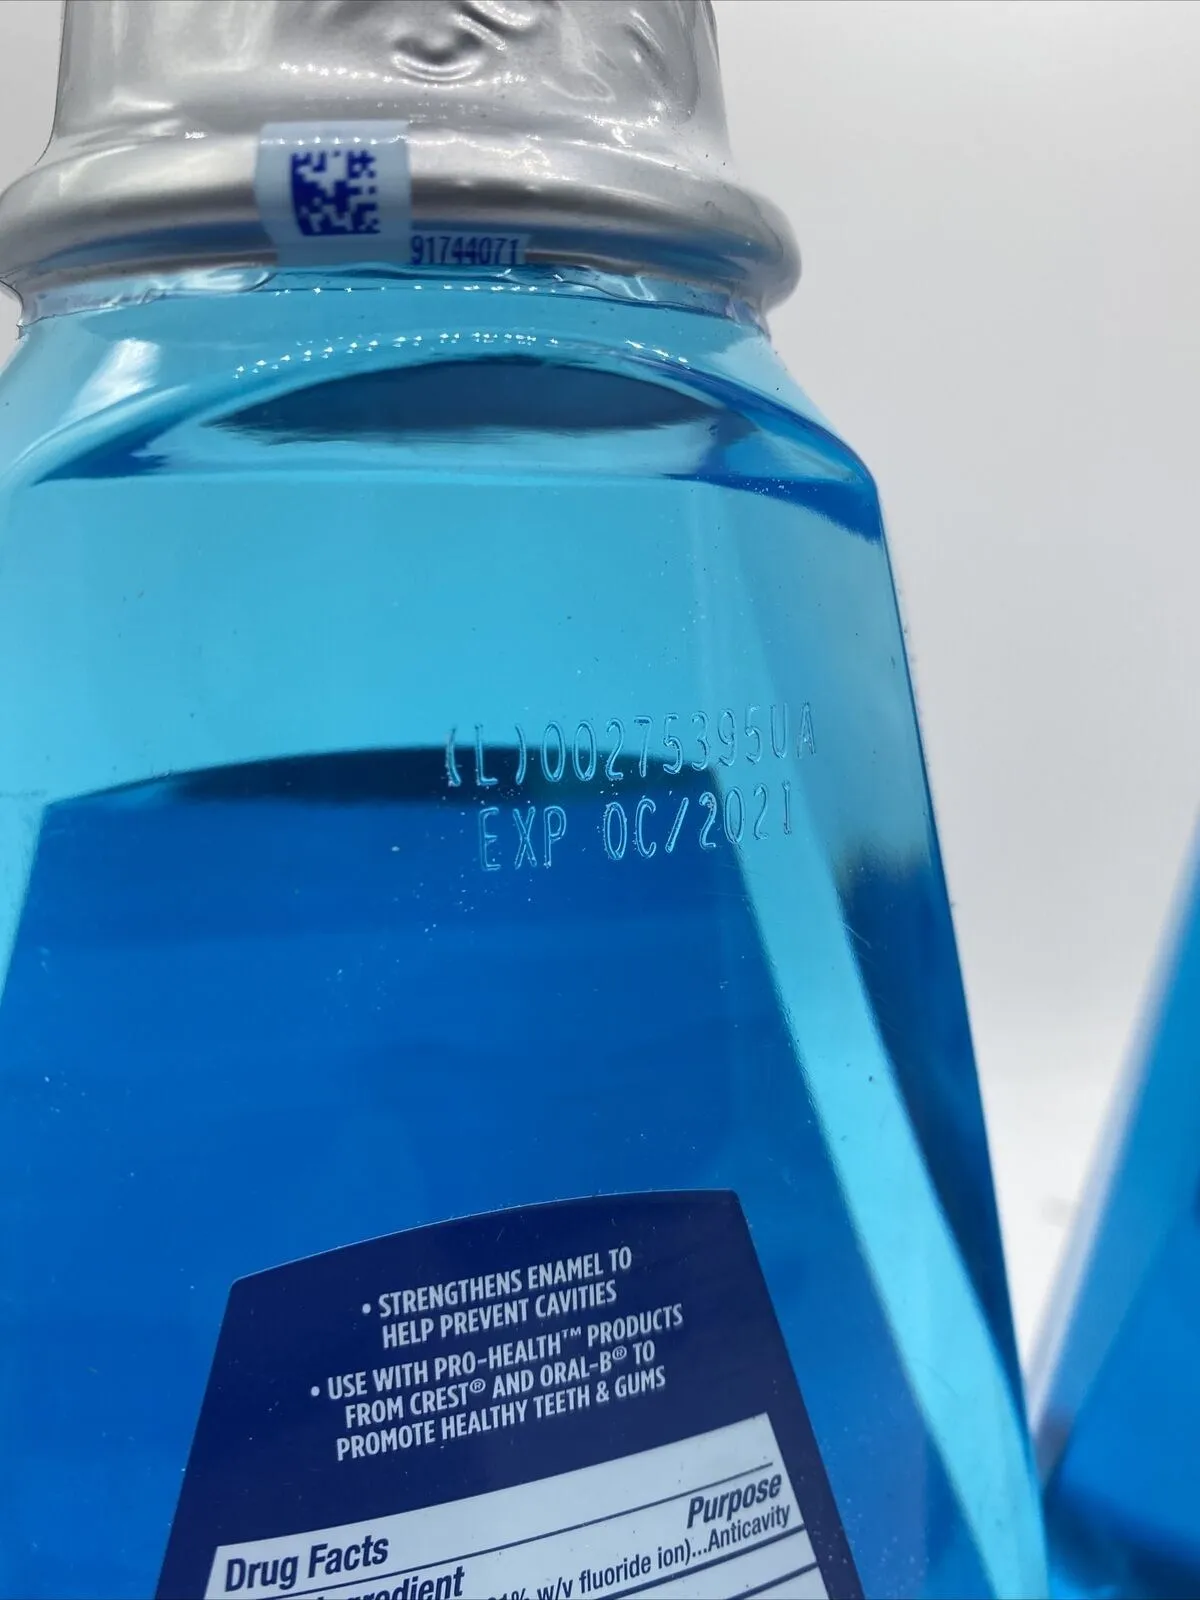 91744071
(L)00275395UA
EXP OC/2021
• STRENGTHENS ENAMEL TO
HELP PREVENT CAVITIES
• USE WITH PRO-HEALTH™ PRODUCTS
FROM CREST® AND ORAL-B® TO
PROMOTE HEALTHY TEETH & GUMS
Drug Facts
Purpose
w/v fluoride ion)...Anticavity